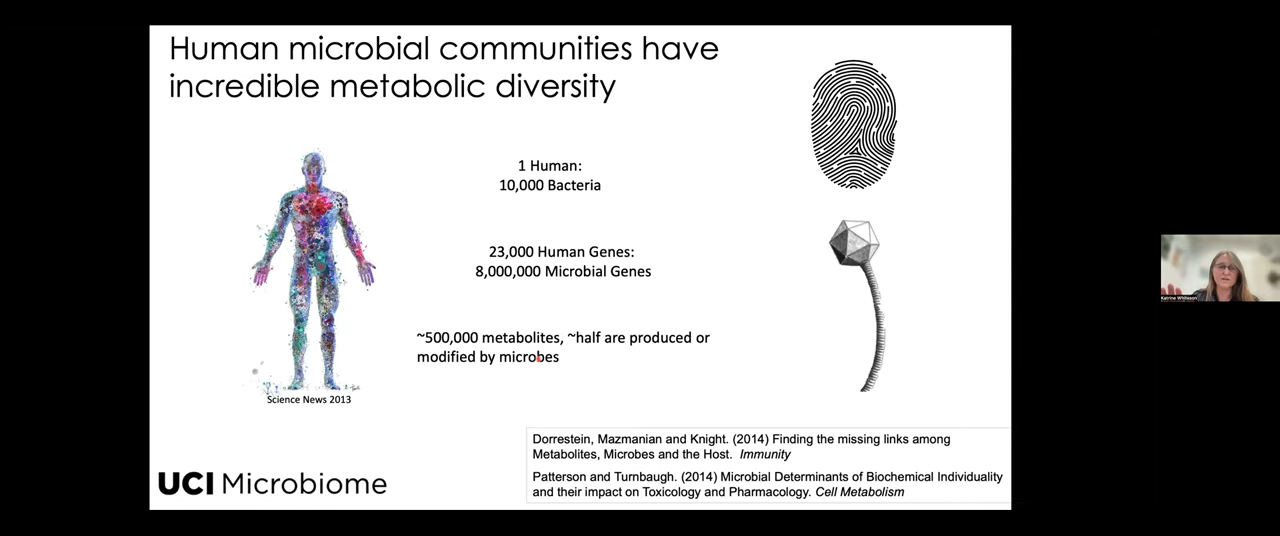 Human microbial communities have
incredible metabolic diversity
1 Human:
10,000 Bacteria
23,000 Human Genes:
8,000,000 Microbial Genes
~500,000 metabolites, ~half are produced or
modified by microbes
Science News 2013
Dorrestein, Mazmanian and Knight. (2014) Finding the missing links among
Metabolites, Microbes and the Host. Immunity
Patterson and Turnbaugh. (2014) Microbial Determinants of Biochemical Individuality
and their impact on Toxicology and Pharmacology. Cell Metabolism
UCI Microbiome
Katrine Whiteson